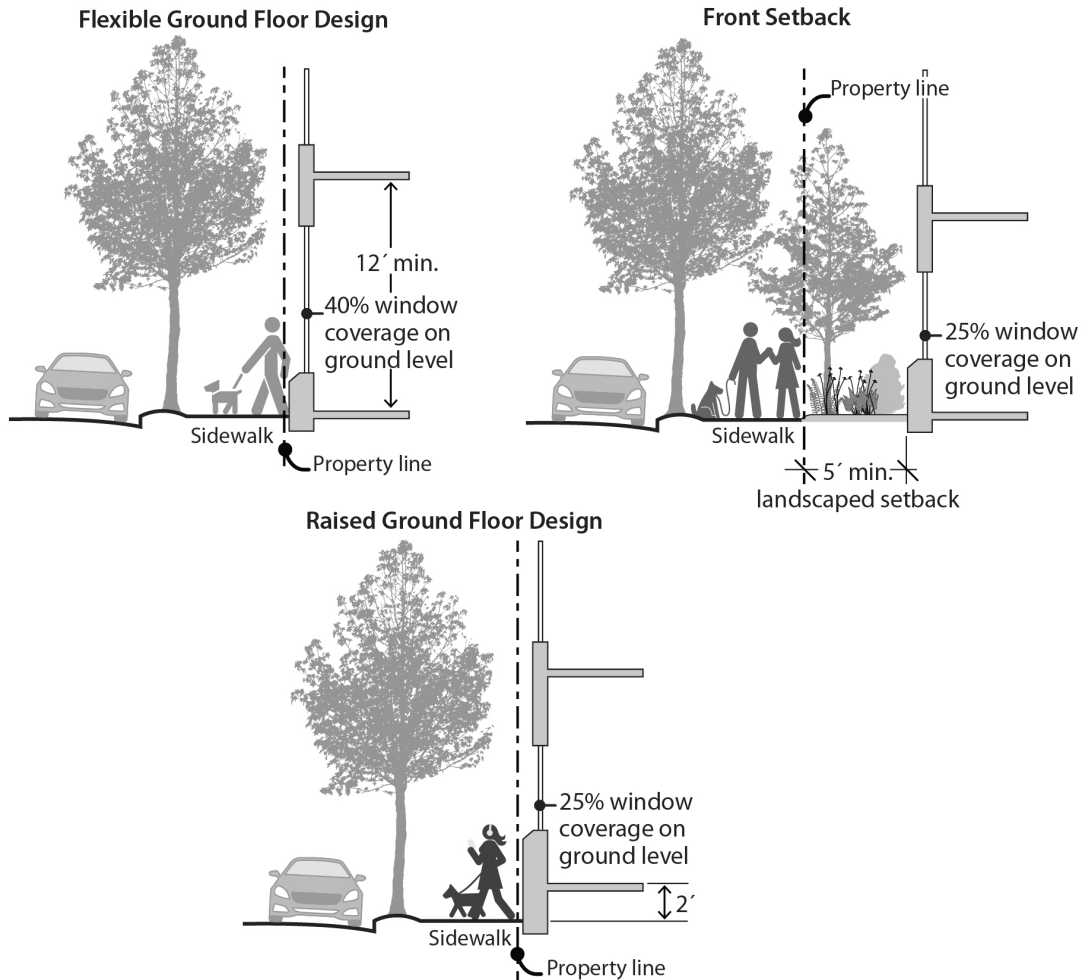 Flexible Ground Floor Design
12´ min.
40% window
coverage on
ground level
Sidewalk
Property line
Front Setback
Property line
25% window
coverage on
ground level
Sidewalk
5´ min.
landscaped setback
Raised Ground Floor Design
25% window
coverage on
ground level
2´
Sidewalk
Property line